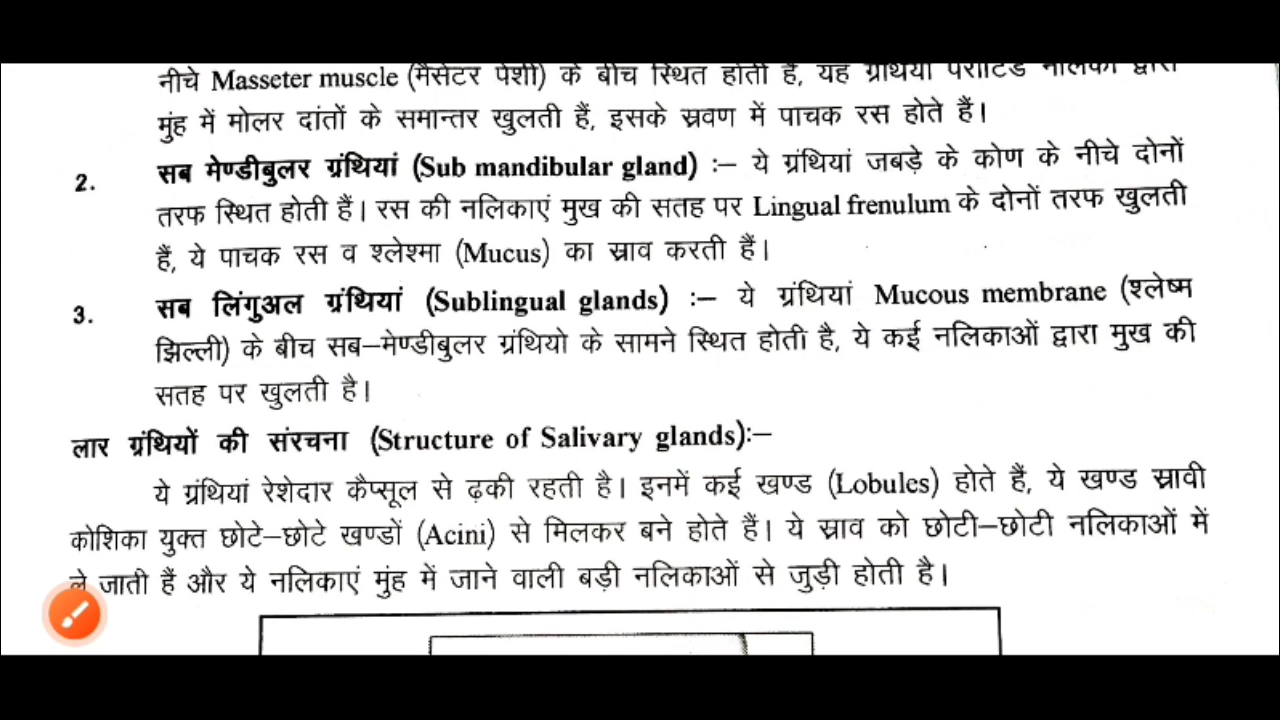 नीचे Masseter muscle (मैसेटर पेशी) के बीच स्थित होती है, यह ग्रंथियां पैरोटिड नलिका द्वारा
मुंह में मोलर दांतों के समान्तर खुलती हैं, इसके स्रवण में पाचक रस होते हैं।
2. सब मेण्डीबुलर ग्रंथियां (Sub mandibular gland) :– ये ग्रंथियां जबड़े के कोण के नीचे दोनों
तरफ स्थित होती हैं। रस की नलिकाएं मुख की सतह पर Lingual frenulum के दोनों तरफ खुलती
हैं, ये पाचक रस व श्लेश्मा (Mucus) का स्राव करती हैं।
3. सब लिंगुअल ग्रंथियां (Sublingual glands) :– ये ग्रंथियां Mucous membrane (श्लेष्म
झिल्ली) के बीच सब–मेण्डीबुलर ग्रंथियो के सामने स्थित होती है, ये कई नलिकाओं द्वारा मुख की
सतह पर खुलती है।
लार ग्रंथियों की संरचना (Structure of Salivary glands):–
ये ग्रंथियां रेशेदार कैप्सूल से ढ़की रहती है। इनमें कई खण्ड (Lobules) होते हैं, ये खण्ड स्रावी
कोशिका युक्त छोटे–छोटे खण्डों (Acini) से मिलकर बने होते हैं। ये स्राव को छोटी–छोटी नलिकाओं में
ले जाती हैं और ये नलिकाएं मुंह में जाने वाली बड़ी नलिकाओं से जुड़ी होती है।